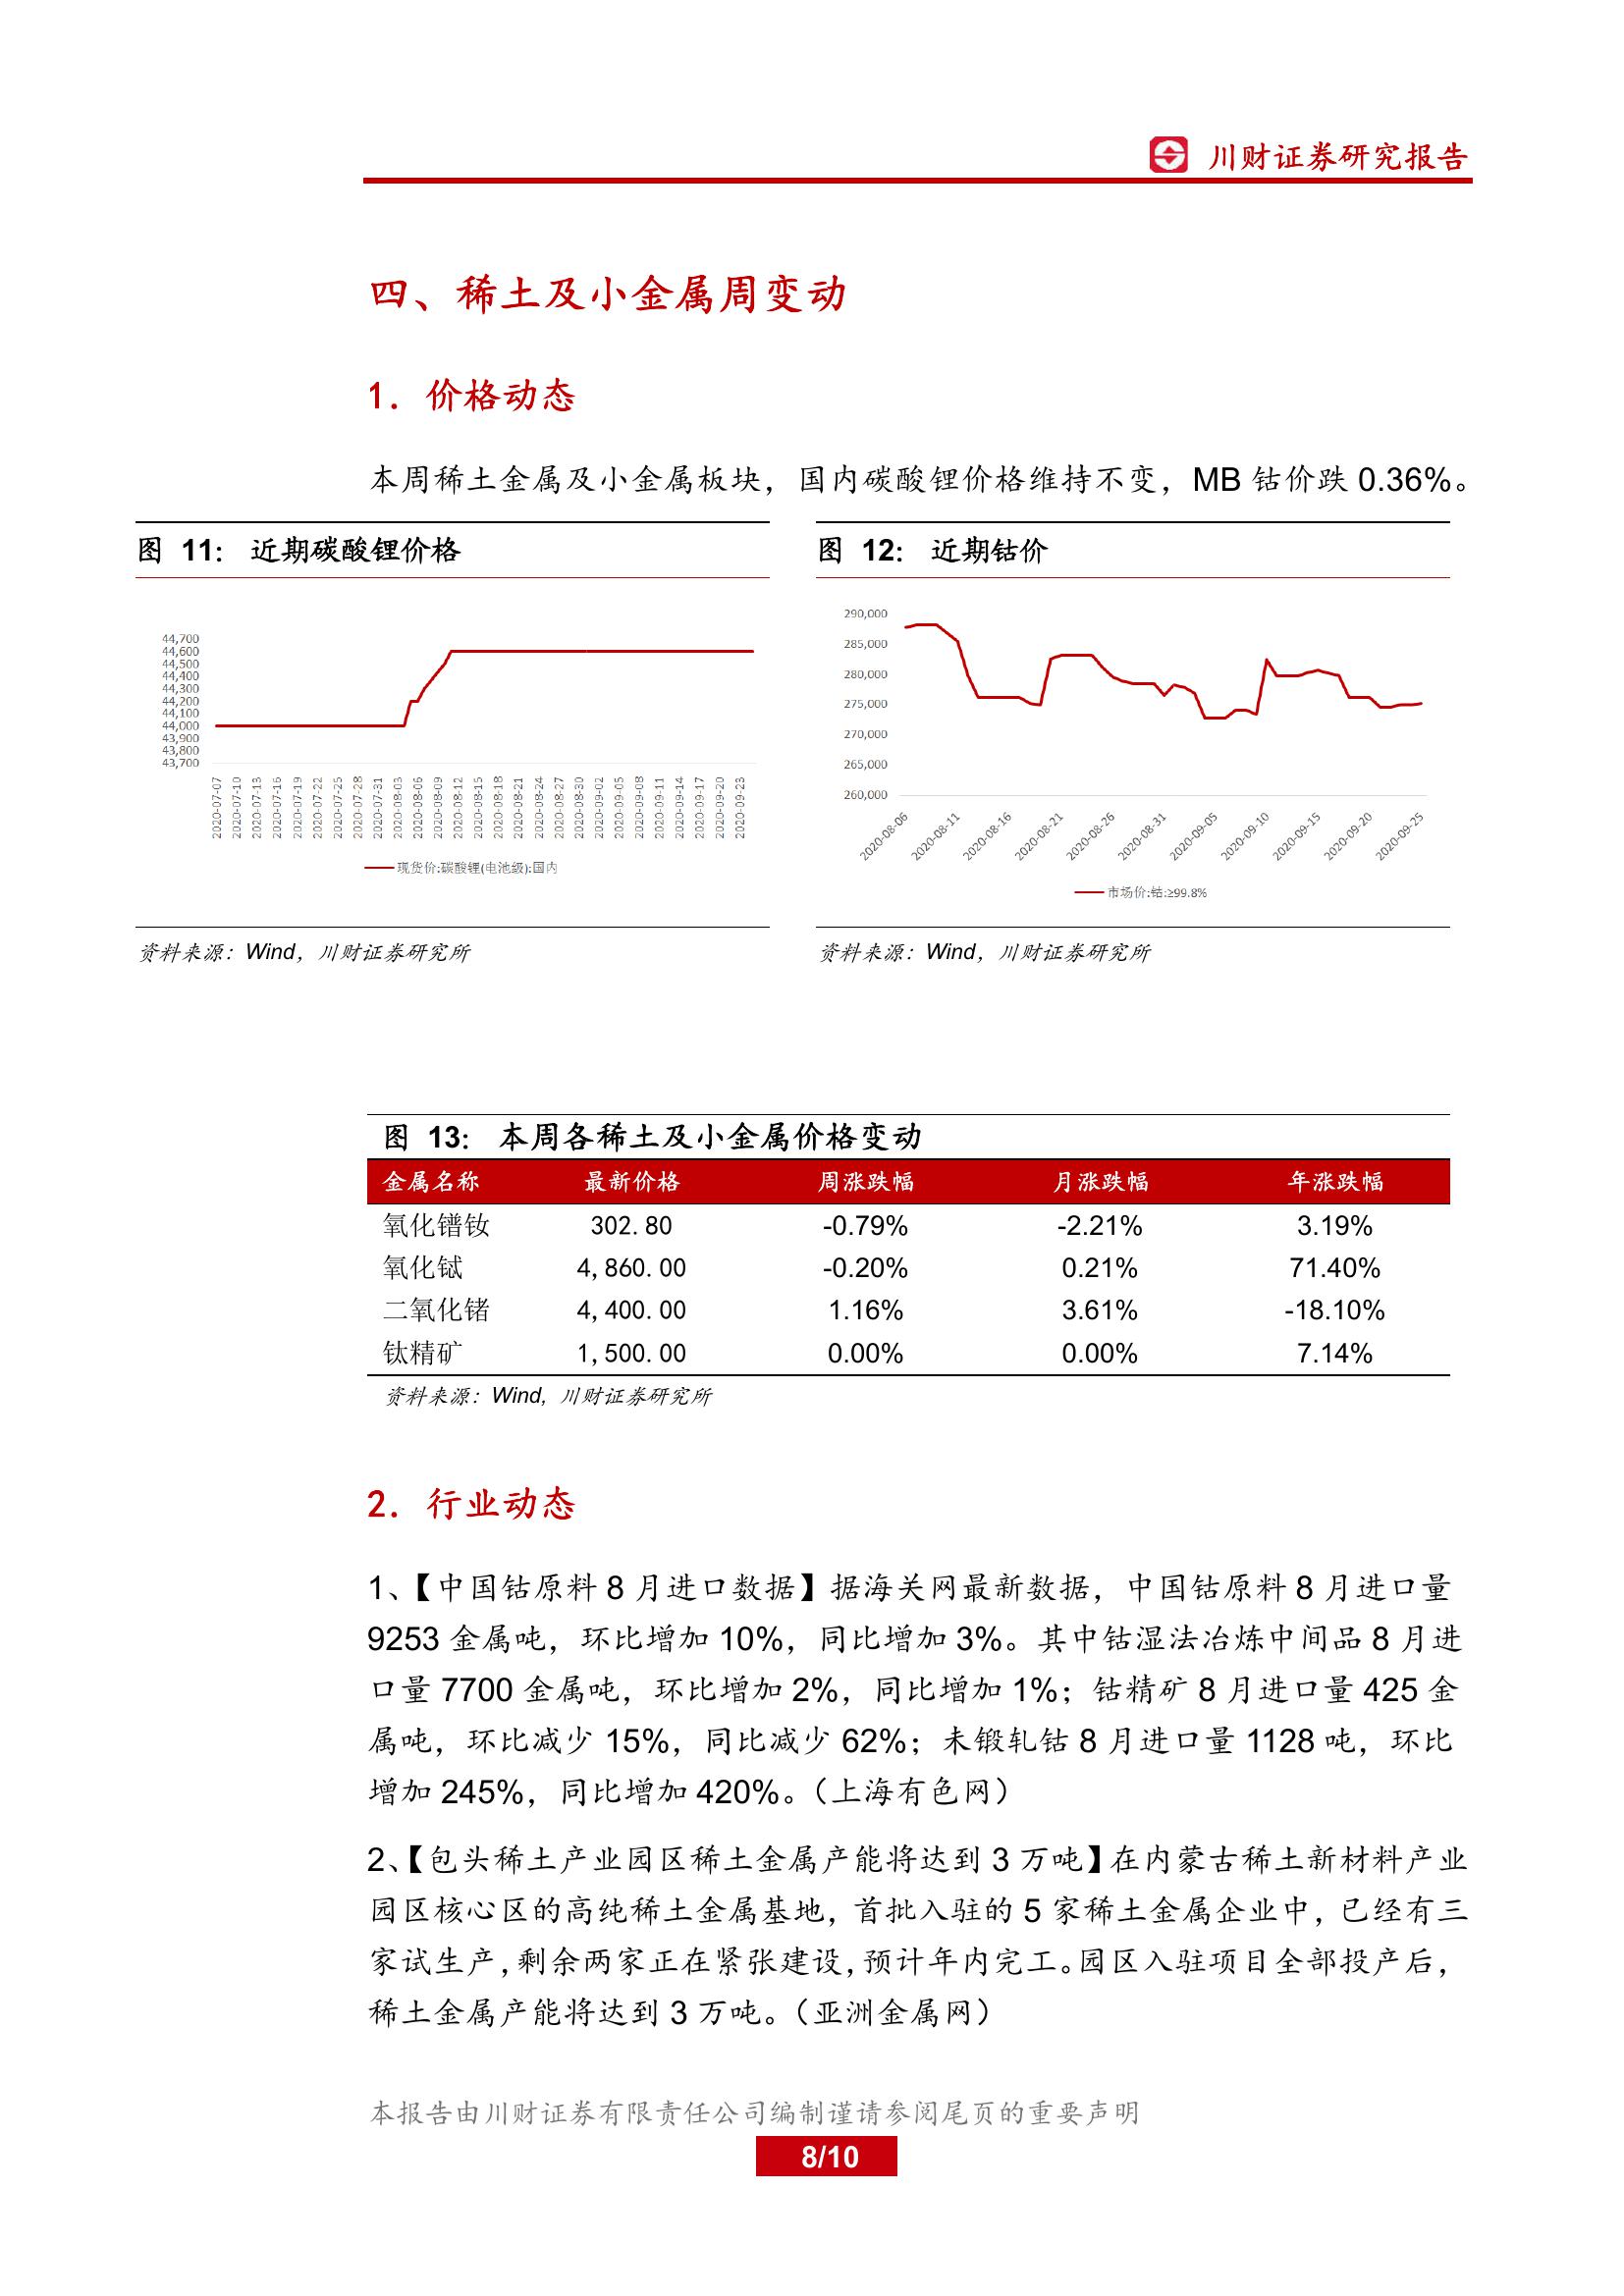 川财证券研究报告
四、稀土及小金属周变动
1. 价格动态
本周稀土金属及小金属板块，国内碳酸锂价格维持不变，MB 钴价跌 0.36%。
图 11： 近期碳酸锂价格
44,700
44,600
44,500
44,400
44,300
44,200
44,100
44,000
43,900
43,800
43,700
2020-07-07
2020-07-10
2020-07-13
2020-07-16
2020-07-19
2020-07-22
2020-07-25
2020-07-28
2020-07-31
2020-08-03
2020-08-06
2020-08-09
2020-08-12
2020-08-15
2020-08-18
2020-08-21
2020-08-24
2020-08-27
2020-08-30
2020-09-02
2020-09-05
2020-09-08
2020-09-11
2020-09-14
2020-09-17
2020-09-20
2020-09-23
现货价:碳酸锂(电池级):国内
资料来源：Wind，川财证券研究所
图 12： 近期钴价
290,000
285,000
280,000
275,000
270,000
265,000
260,000
2020-08-06
2020-08-11
2020-08-16
2020-08-21
2020-08-26
2020-08-31
2020-09-05
2020-09-10
2020-09-15
2020-09-20
2020-09-25
市场价:钴:≥99.8%
资料来源：Wind，川财证券研究所
图 13： 本周各稀土及小金属价格变动
金属名称 最新价格 周涨跌幅 月涨跌幅 年涨跌幅
氧化镨钕 302.80 -0.79% -2.21% 3.19%
氧化铽 4,860.00 -0.20% 0.21% 71.40%
二氧化锗 4,400.00 1.16% 3.61% -18.10%
钛精矿 1,500.00 0.00% 0.00% 7.14%
资料来源：Wind，川财证券研究所
2. 行业动态
1、【中国钴原料 8 月进口数据】据海关网最新数据，中国钴原料 8 月进口量
9253 金属吨，环比增加 10%，同比增加 3%。其中钴湿法冶炼中间品 8 月进
口量 7700 金属吨，环比增加 2%，同比增加 1%；钴精矿 8 月进口量 425 金
属吨，环比减少 15%，同比减少 62%；未锻轧钴 8 月进口量 1128 吨，环比
增加 245%，同比增加 420%。（上海有色网）
2、【包头稀土产业园区稀土金属产能将达到 3 万吨】在内蒙古稀土新材料产业
园区核心区的高纯稀土金属基地，首批入驻的 5 家稀土金属企业中，已经有三
家试生产，剩余两家正在紧张建设，预计年内完工。园区入驻项目全部投产后，
稀土金属产能将达到 3 万吨。（亚洲金属网）
本报告由川财证券有限责任公司编制谨请参阅尾页的重要声明
8/10